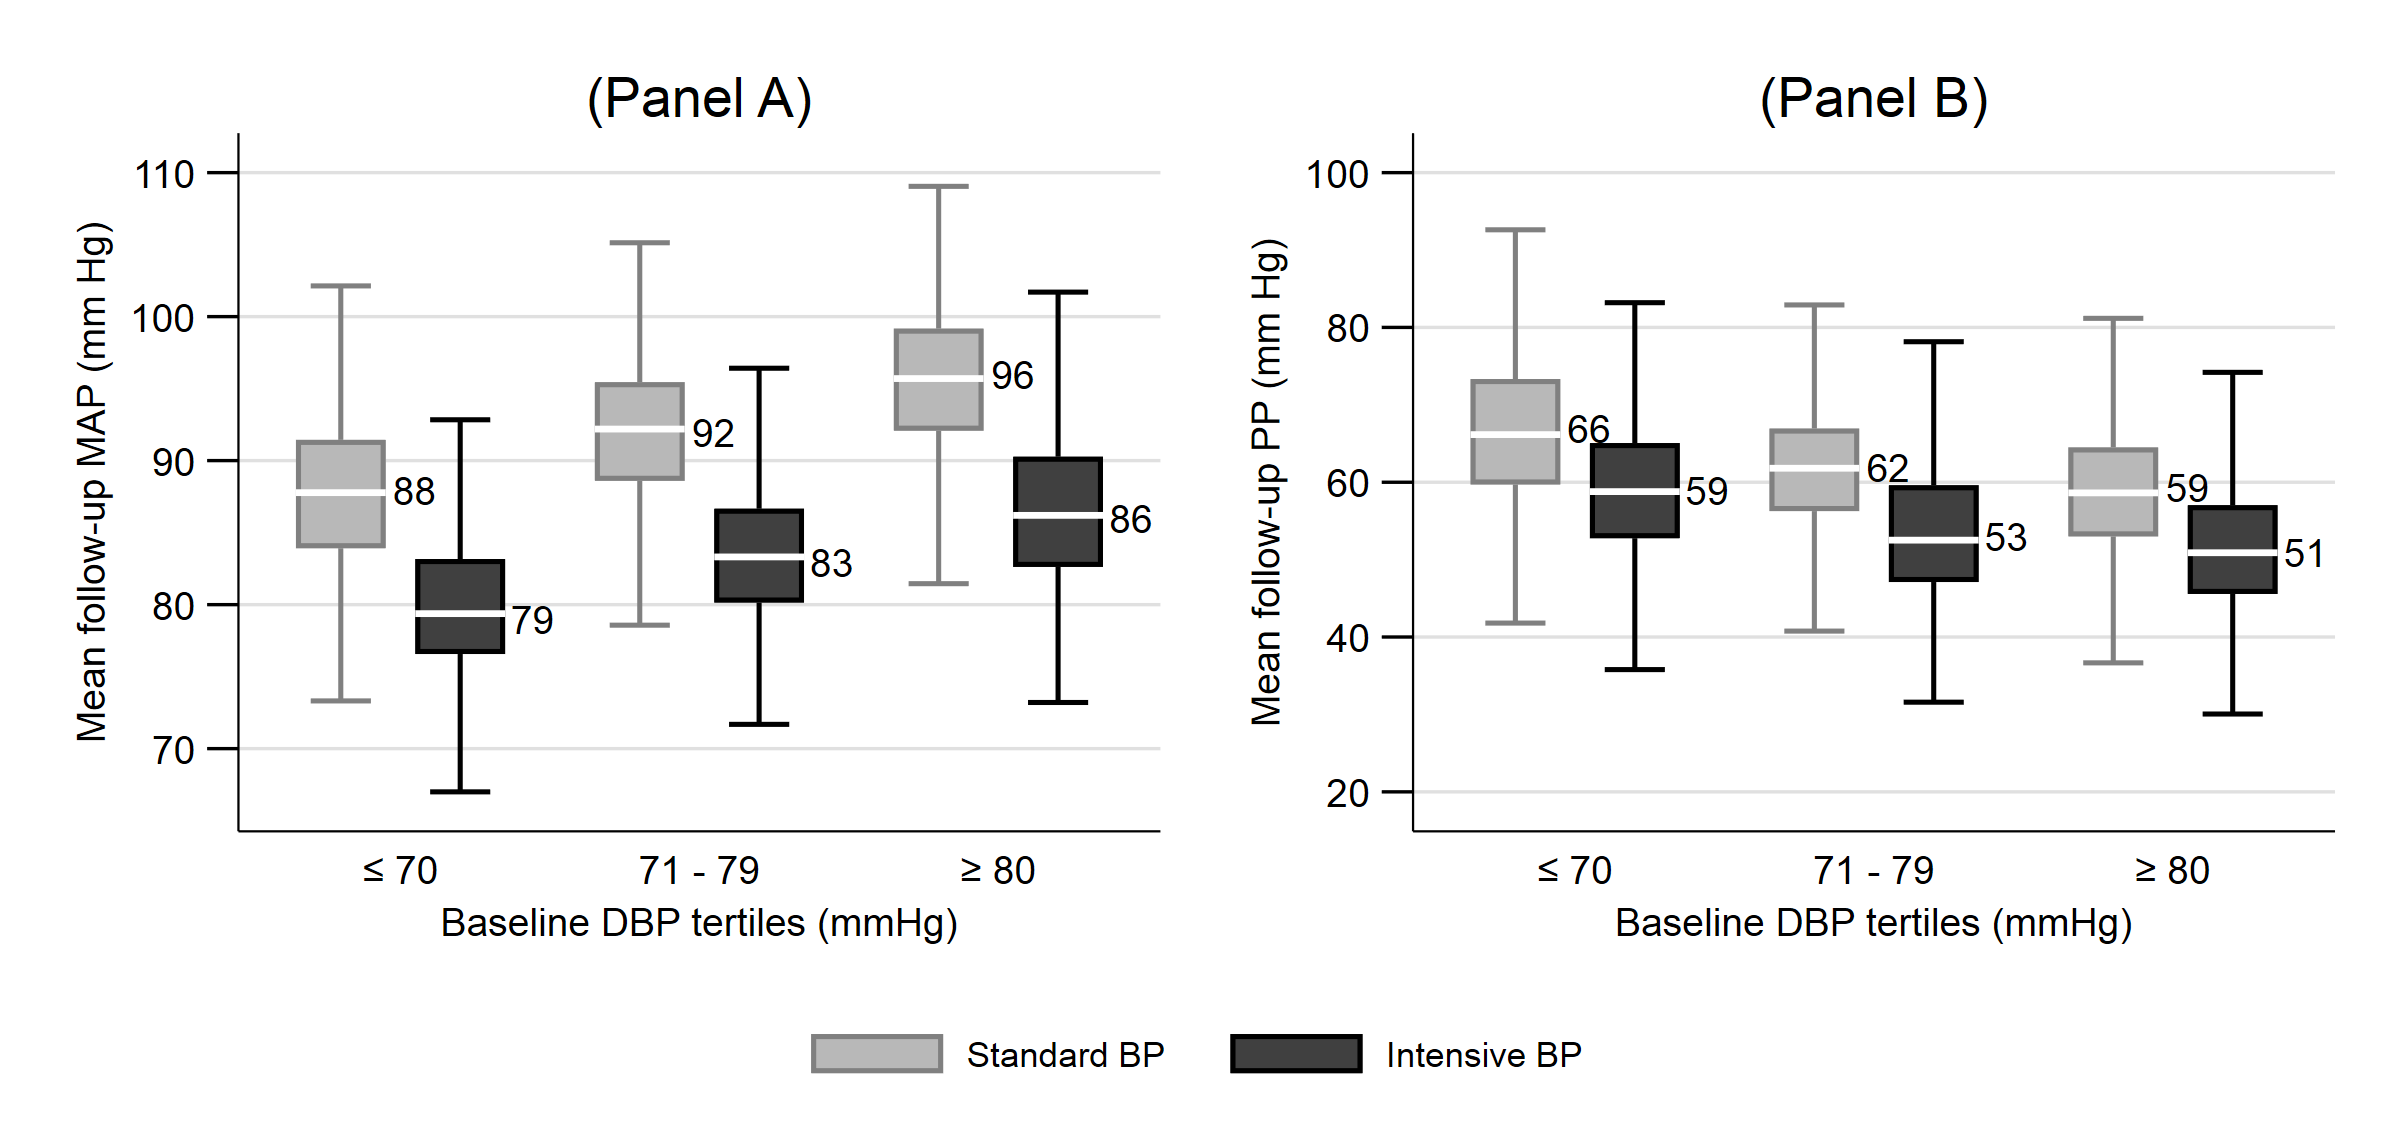 (Panel A)
Mean follow-up MAP (mm Hg)
110
100
90
80
70
88
79
92
83
96
86
≤ 70
71 - 79
≥ 80
Baseline DBP tertiles (mmHg)
(Panel B)
Mean follow-up PP (mm Hg)
100
80
60
40
20
66
59
62
53
59
51
≤ 70
71 - 79
≥ 80
Baseline DBP tertiles (mmHg)
Standard BP
Intensive BP